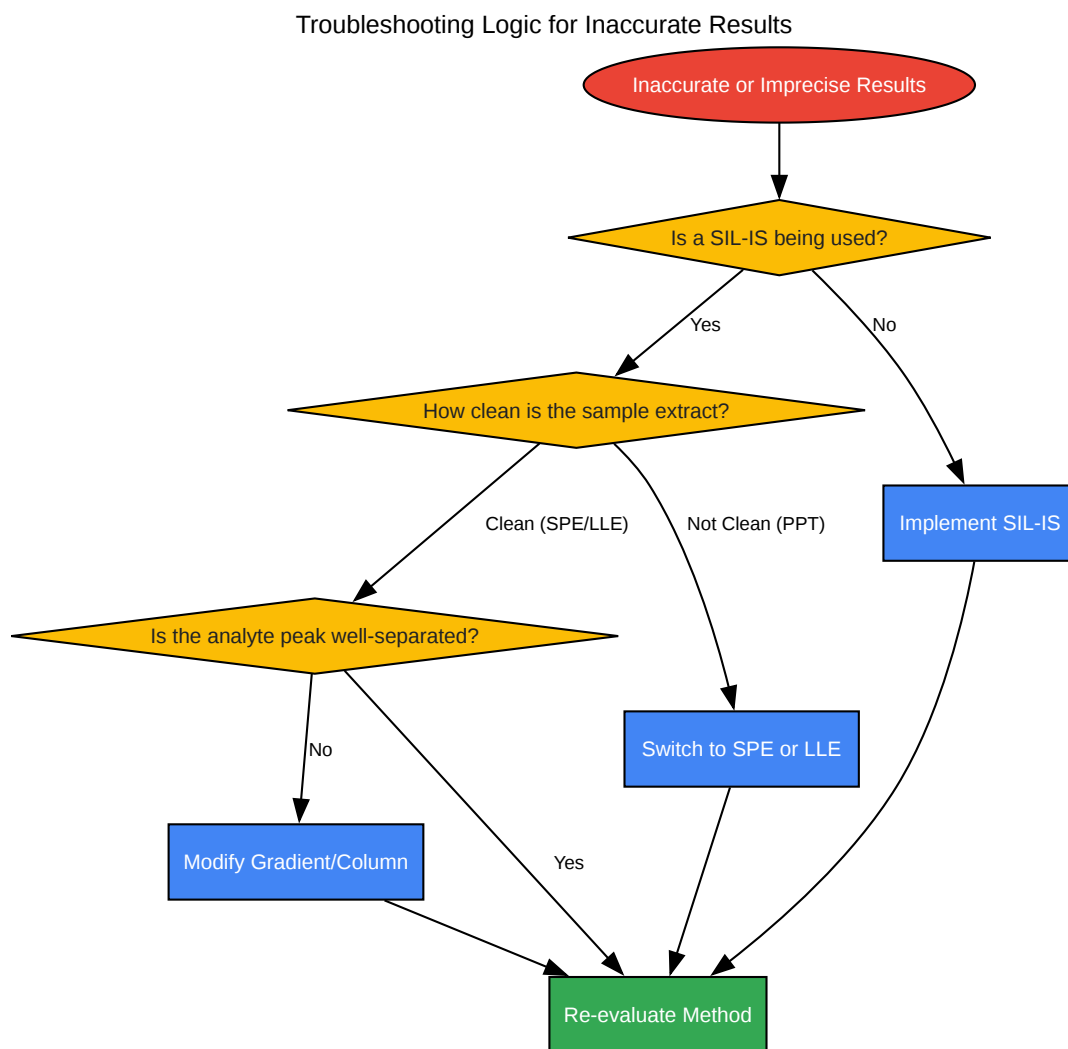 Troubleshooting Logic for Inaccurate Results
Inaccurate or Imprecise Results
Is a SIL-IS being used?
Yes
No
How clean is the sample extract?
Clean (SPE/LLE)
Not Clean (PPT)
Implement SIL-IS
Is the analyte peak well-separated?
No
Switch to SPE or LLE
Modify Gradient/Column
Yes
Re-evaluate Method